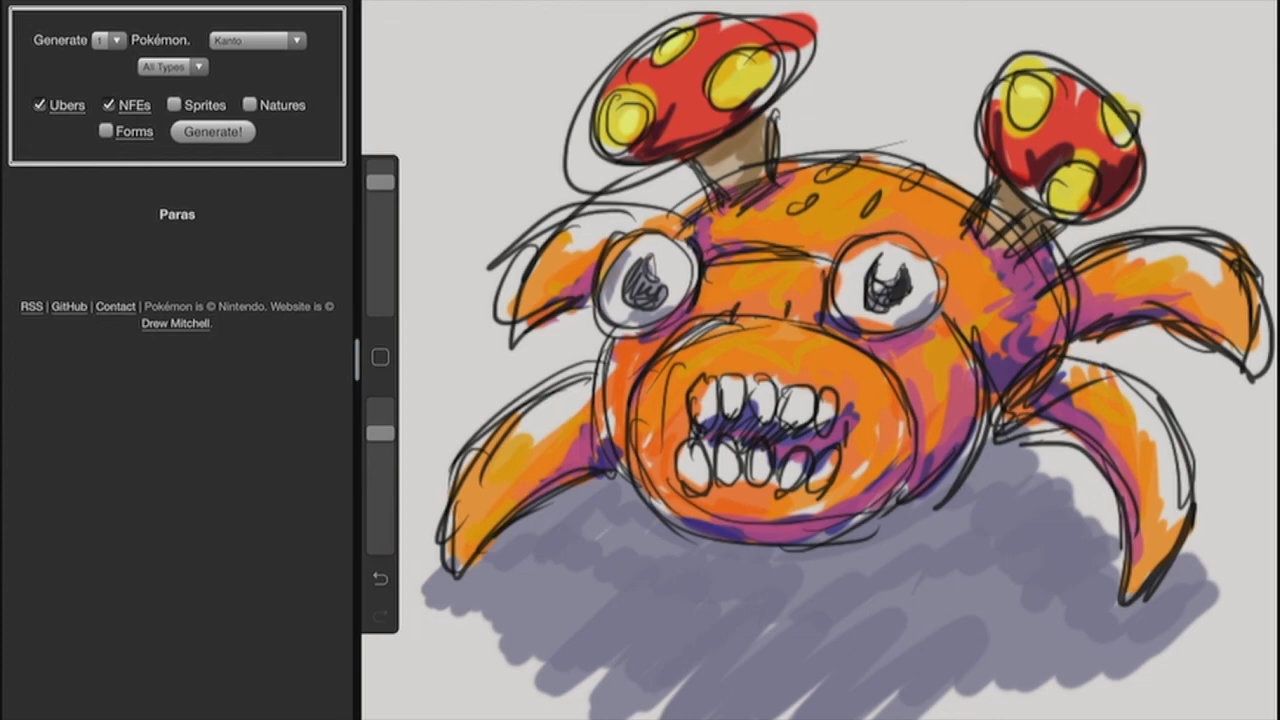 Generate 1 Pokémon. Kanto
All Types
Ubers NFEs Sprites Natures
Forms Generate!
Paras
RSS | GitHub | Contact | Pokémon is © Nintendo. Website is ©
Drew Mitchell.